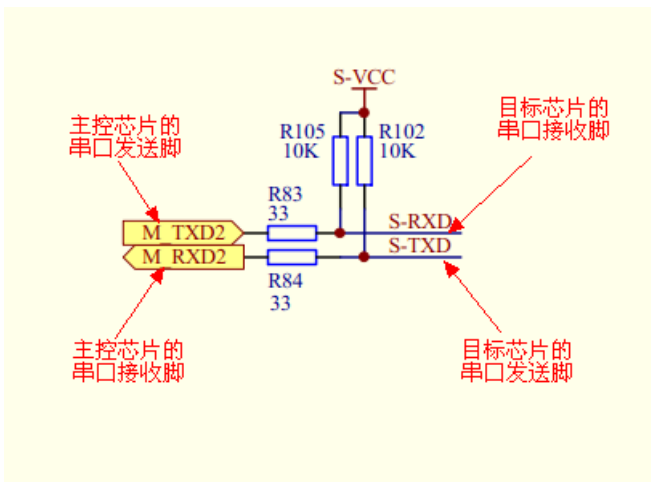 S-VCC
主控芯片的
串口发送脚
目标芯片的
串口接收脚
R105
10K
R102
10K
R83
33
M_TXD2
S-RXD
M_RXD2
S-TXD
R84
33
主控芯片的
串口接收脚
目标芯片的
串口发送脚